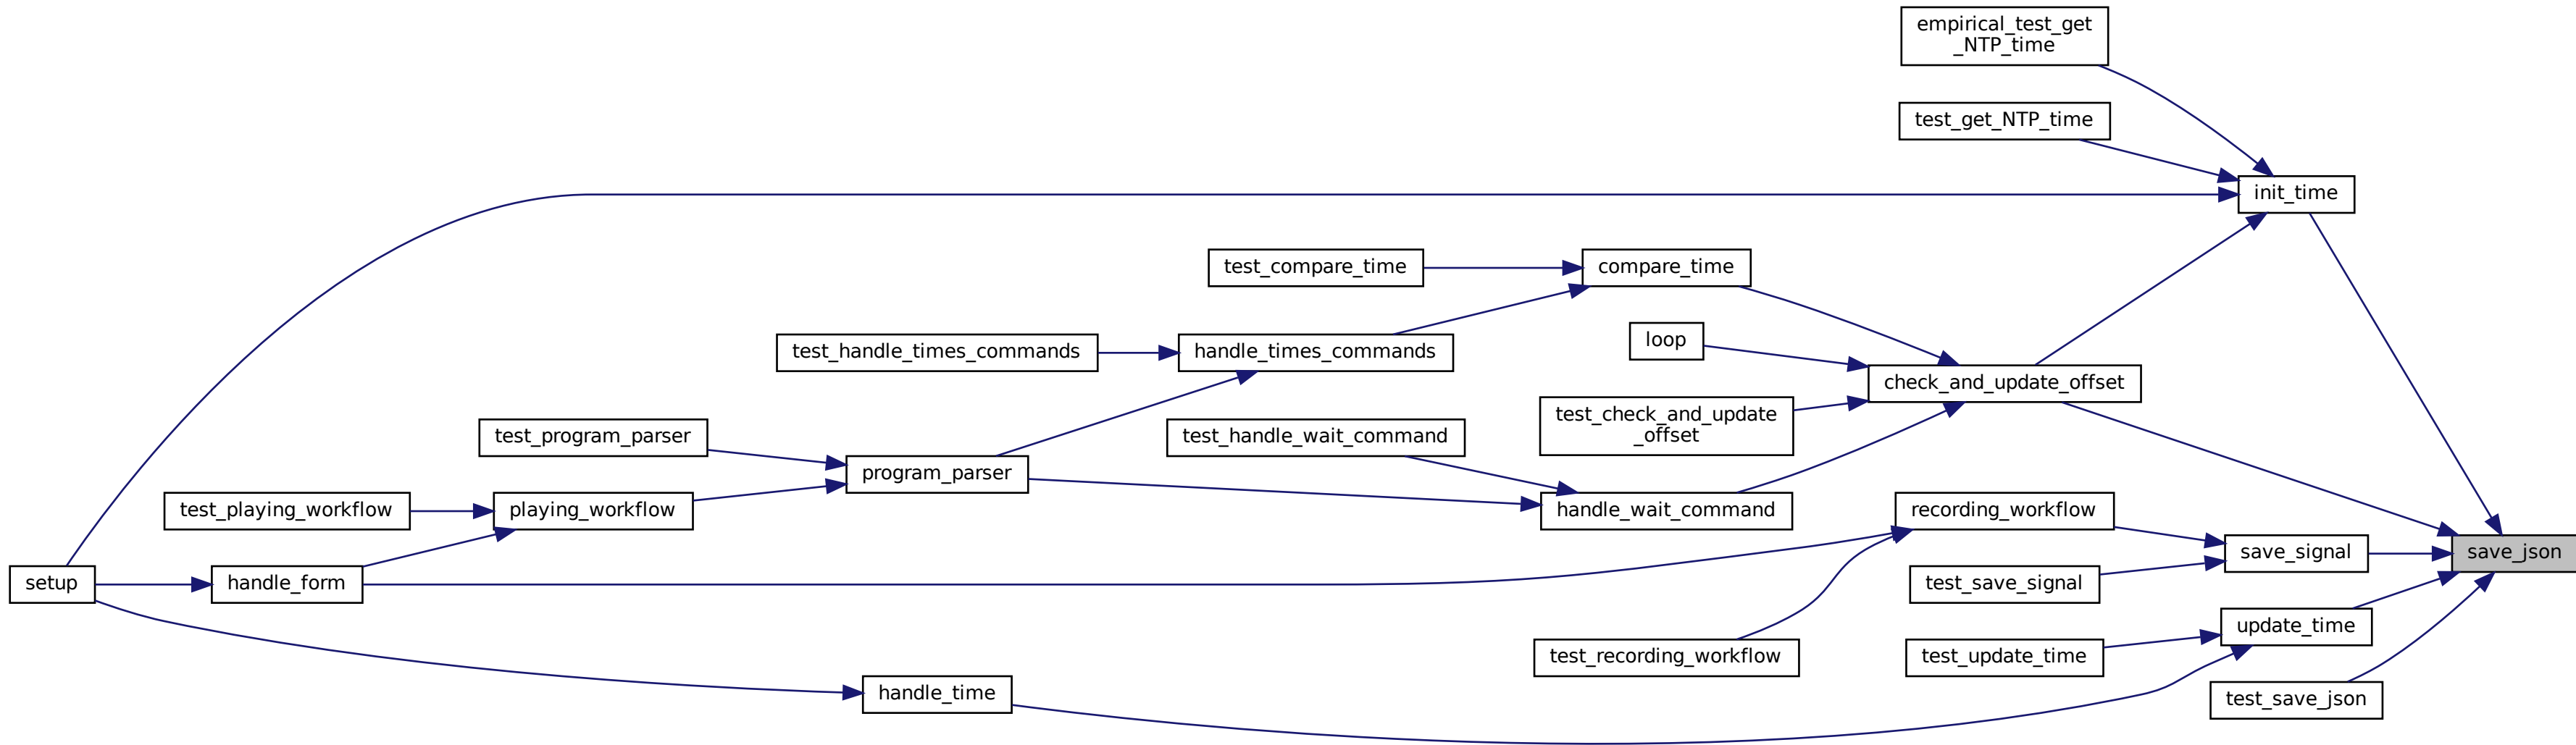 empirical_test_get
_NTP_time
test_get_NTP_time
init_time
test_compare_time
compare_time
loop
test_handle_times_commands
handle_times_commands
check_and_update_offset
test_check_and_update
_offset
test_program_parser
test_handle_wait_command
program_parser
test_playing_workflow
playing_workflow
handle_wait_command
recording_workflow
save_signal
save_json
setup
handle_form
test_save_signal
update_time
test_recording_workflow
test_update_time
handle_time
test_save_json